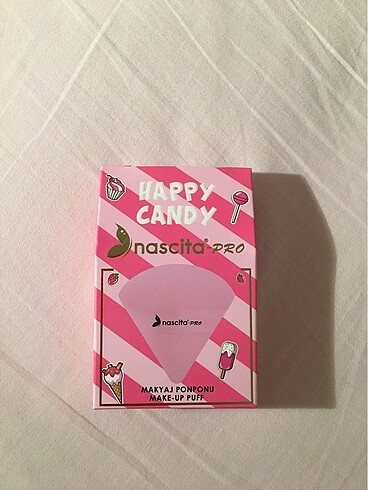 HAPPY
CANDY
nascita® PRO
nascita® PRO
MAKYAJ PONPONU
MAKE-UP PUFF